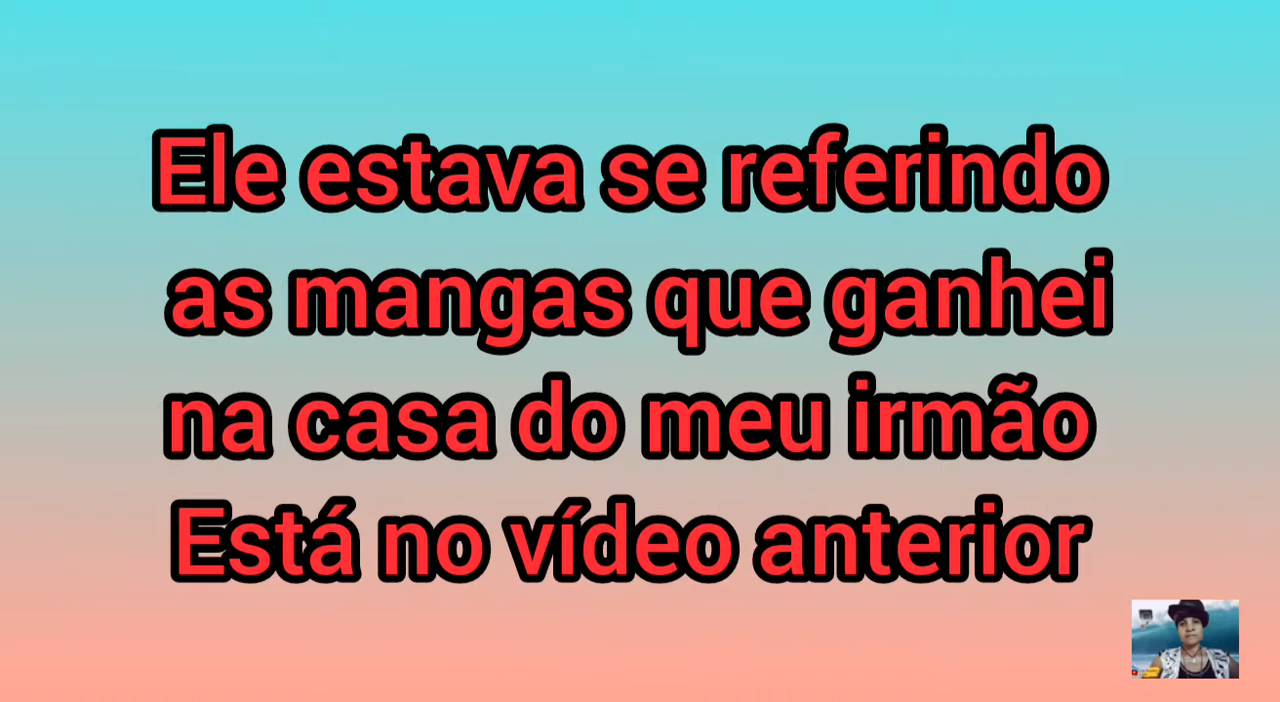 Ele estava se referindo
as mangas que ganhei
na casa do meu irmão
Está no vídeo anterior